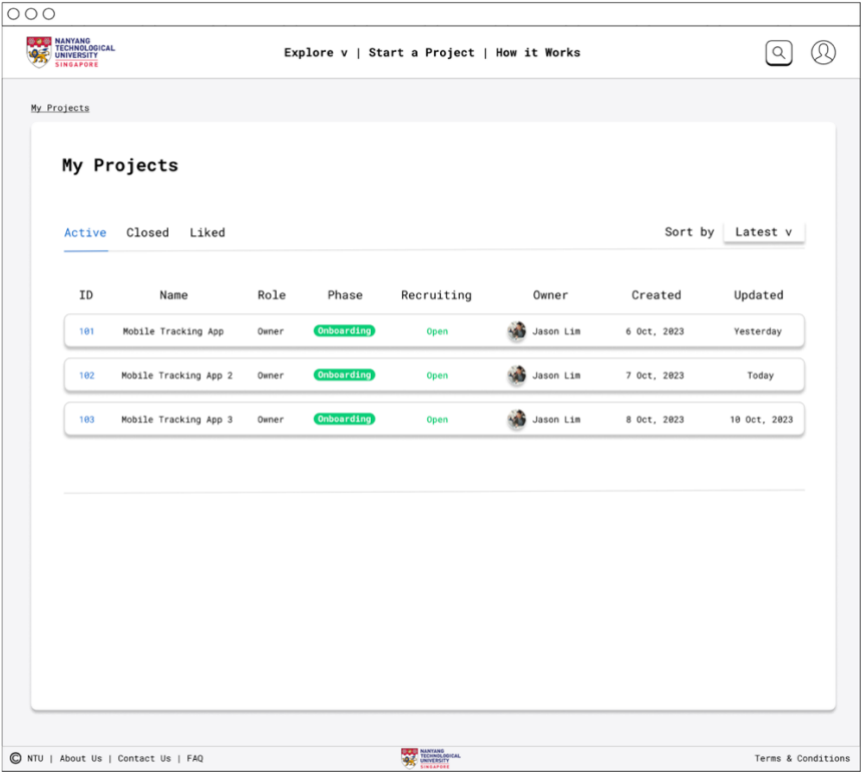 NANYANG
TECHNOLOGICAL
UNIVERSITY
SINGAPORE
Explore v | Start a Project | How it Works
My Projects
My Projects
Active Closed Liked Sort by Latest v
ID Name Role Phase Recruiting Owner Created Updated
101 Mobile Tracking App Owner Onboarding Open Jason Lim 6 Oct, 2023 Yesterday
102 Mobile Tracking App 2 Owner Onboarding Open Jason Lim 7 Oct, 2023 Today
103 Mobile Tracking App 3 Owner Onboarding Open Jason Lim 8 Oct, 2023 10 Oct, 2023
© NTU | About Us | Contact Us | FAQ
NANYANG
TECHNOLOGICAL
UNIVERSITY
SINGAPORE
Terms & Conditions